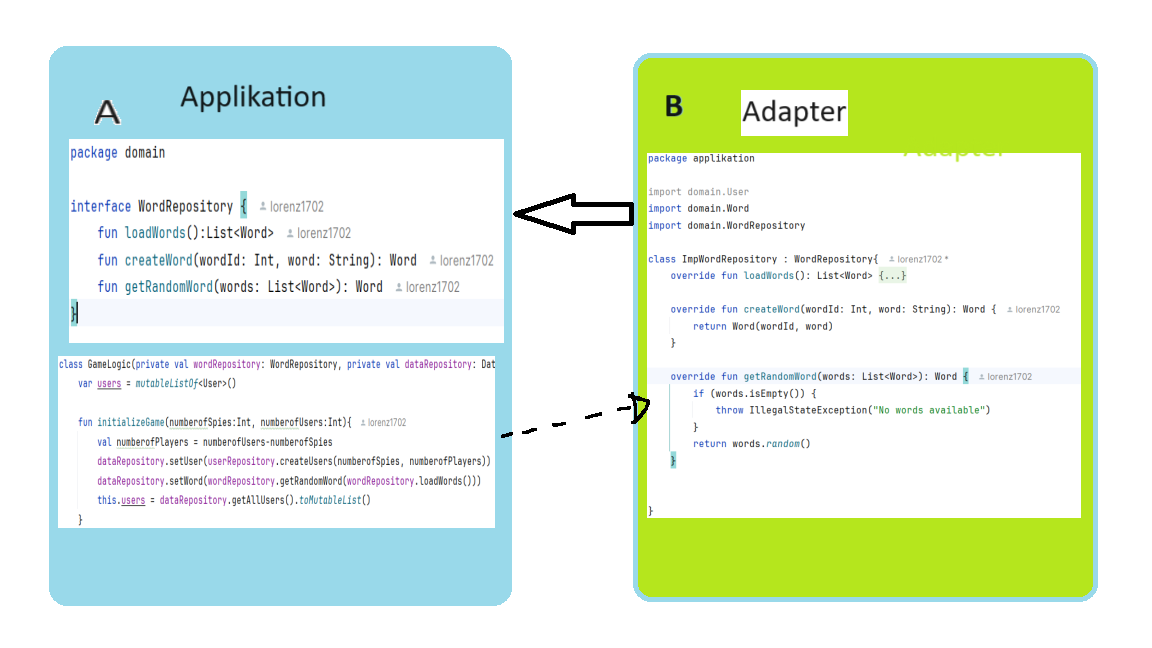 A
Applikation
package domain
interface WordRepository { lorenz1702
fun loadWords():List<Word> lorenz1702
fun createWord(wordId: Int, word: String): Word lorenz1702
fun getRandomWord(words: List<Word>): Word lorenz1702
}
class GameLogic(private val wordRepository: WordRepository, private val dataRepository: Dat
var users = mutableListOf<User>()
fun initializeGame(numberofSpies:Int, numberofUsers:Int){ lorenz1702
val numberofPlayers = numberofUsers-numberofSpies
dataRepository.setUser(userRepository.createUsers(numberofSpies, numberofPlayers))
dataRepository.setWord(wordRepository.getRandomWord(wordRepository.loadWords()))
this.users = dataRepository.getAllUsers().toMutableList()
}
B
Adapter
package applikation
import domain.User
import domain.Word
import domain.WordRepository
class ImpWordRepository : WordRepository{ lorenz1702 *
override fun loadWords(): List<Word> {...}
override fun createWord(wordId: Int, word: String): Word { lorenz1702
return Word(wordId, word)
}
override fun getRandomWord(words: List<Word>): Word { lorenz1702
if (words.isEmpty()) {
throw IllegalStateException("No words available")
}
return words.random()
}
}